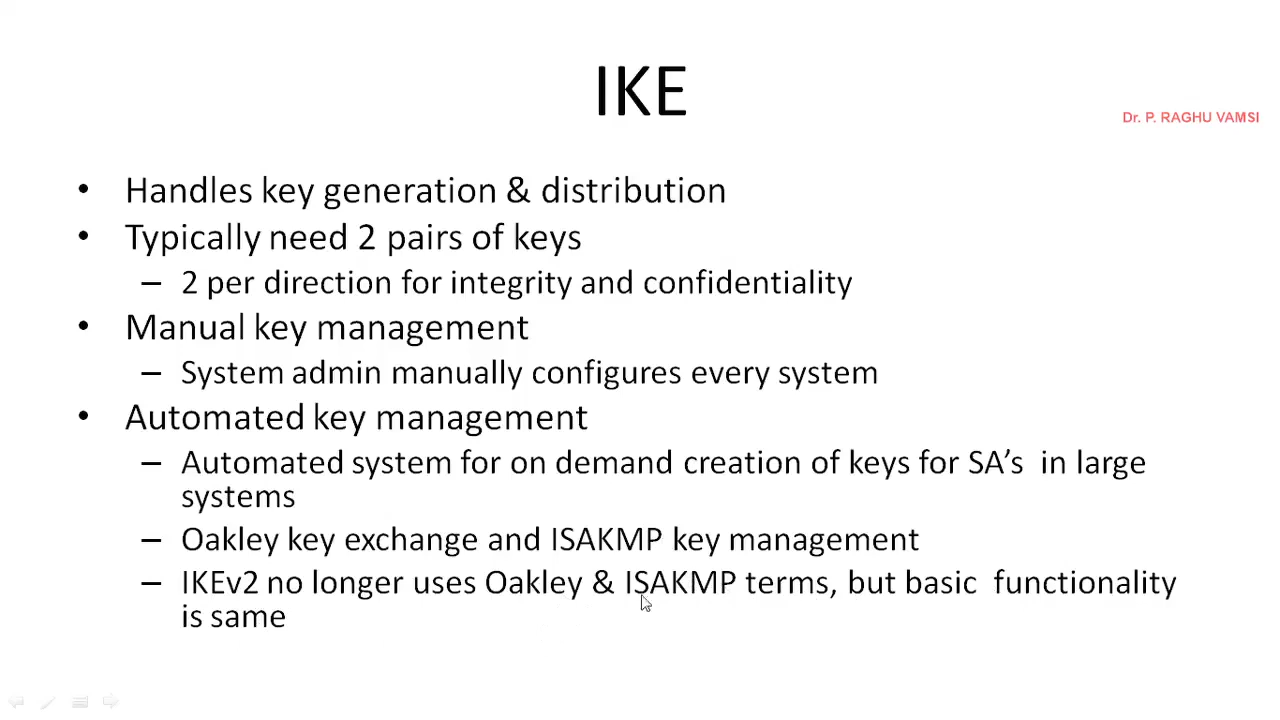 IKE
Dr. P. RAGHU VAMSI
• Handles key generation & distribution
• Typically need 2 pairs of keys
– 2 per direction for integrity and confidentiality
• Manual key management
– System admin manually configures every system
• Automated key management
– Automated system for on demand creation of keys for SA’s in large
systems
– Oakley key exchange and ISAKMP key management
– IKEv2 no longer uses Oakley & ISAKMP terms, but basic functionality
is same